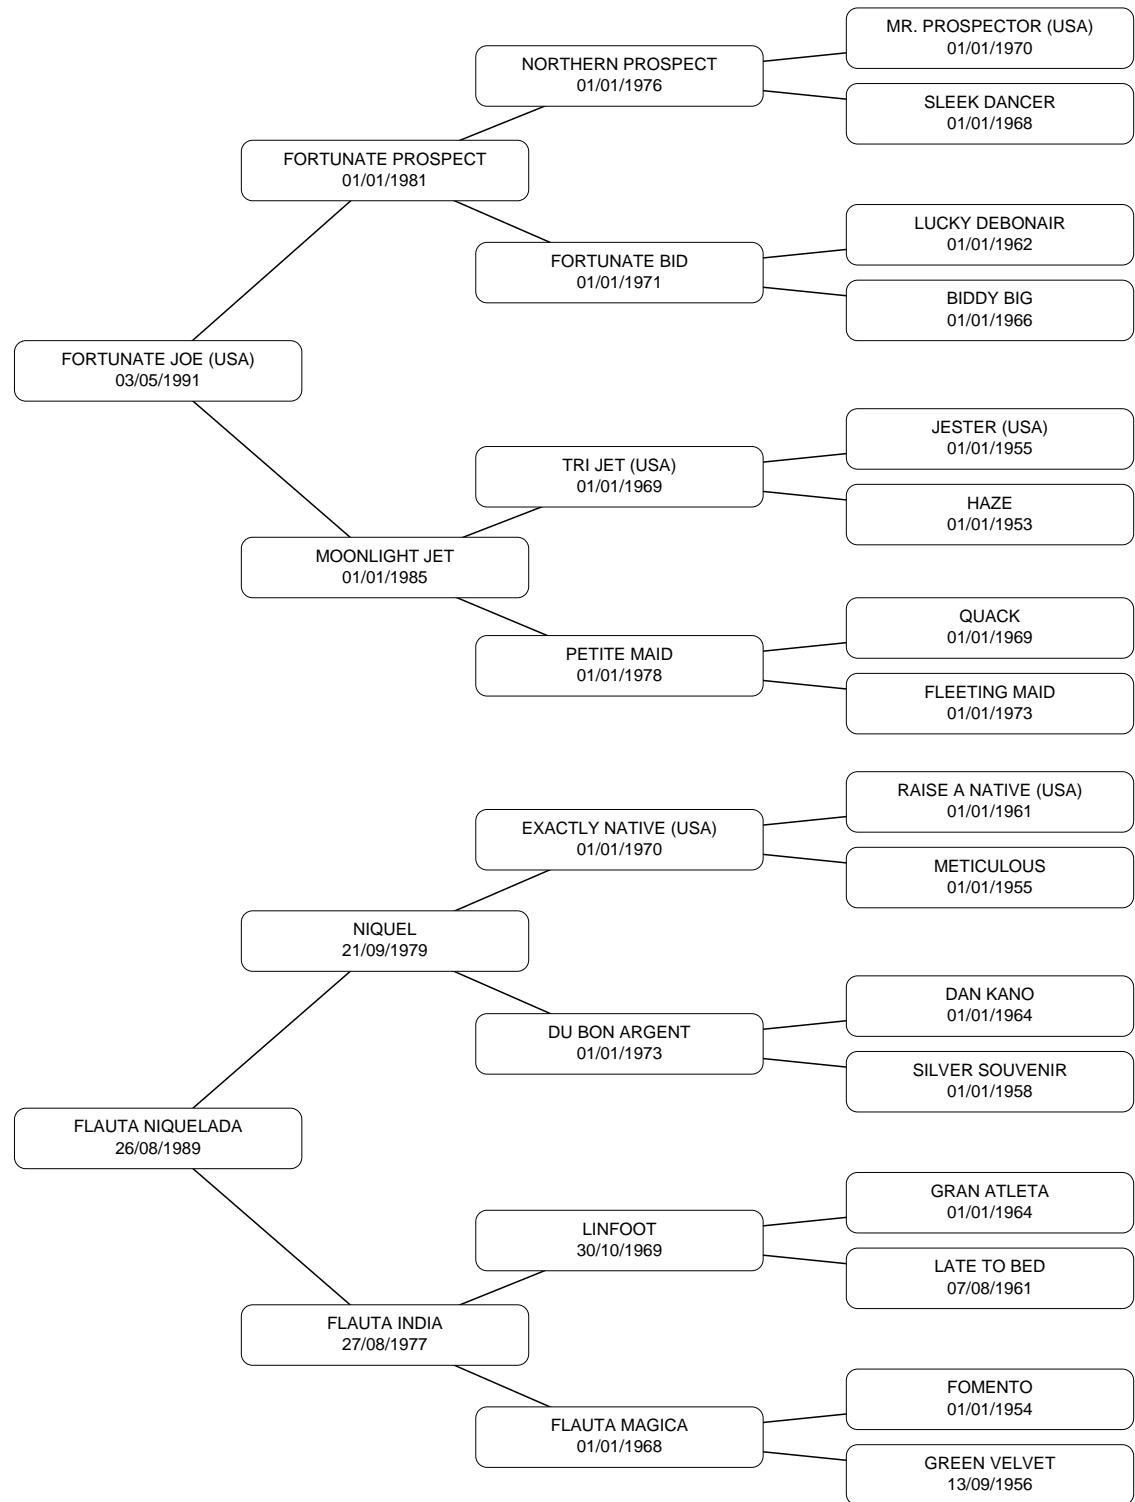 MR. PROSPECTOR (USA)
01/01/1970
NORTHERN PROSPECT
01/01/1976
SLEEK DANCER
01/01/1968
FORTUNATE PROSPECT
01/01/1981
LUCKY DEBONAIR
01/01/1962
FORTUNATE BID
01/01/1971
BIDDY BIG
01/01/1966
FORTUNATE JOE (USA)
03/05/1991
JESTER (USA)
01/01/1955
TRI JET (USA)
01/01/1969
HAZE
01/01/1953
MOONLIGHT JET
01/01/1985
QUACK
01/01/1969
PETITE MAID
01/01/1978
FLEETING MAID
01/01/1973
RAISE A NATIVE (USA)
01/01/1961
EXACTLY NATIVE (USA)
01/01/1970
METICULOUS
01/01/1955
NIQUEL
21/09/1979
DAN KANO
01/01/1964
DU BON ARGENT
01/01/1973
SILVER SOUVENIR
01/01/1958
FLAUTA NIQUELADA
26/08/1989
GRAN ATLETA
01/01/1964
LINFOOT
30/10/1969
LATE TO BED
07/08/1961
FLAUTA INDIA
27/08/1977
FOMENTO
01/01/1954
FLAUTA MAGICA
01/01/1968
GREEN VELVET
13/09/1956